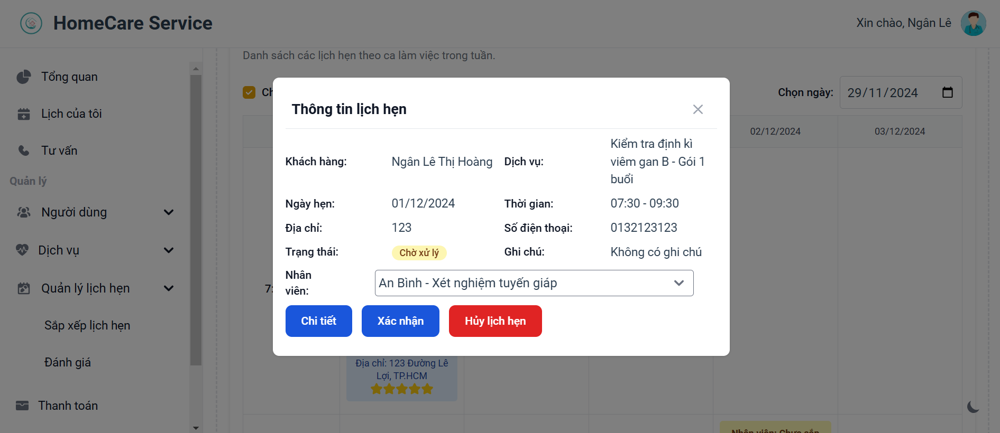 HomeCare Service
Xin chào, Ngân Lê
Tổng quan
Lịch của tôi
Tư vấn
Quản lý
Người dùng
Dịch vụ
Quản lý lịch hẹn
Sắp xếp lịch hẹn
Đánh giá
Thanh toán
Danh sách các lịch hẹn theo ca làm việc trong tuần.
Chọn ngày:
29/11/2024
02/12/2024
03/12/2024
Thông tin lịch hẹn
Khách hàng:
Ngân Lê Thị Hoàng
Dịch vụ:
Kiểm tra định kì
viêm gan B - Gói 1
buổi
Ngày hẹn:
01/12/2024
Thời gian:
07:30 - 09:30
Địa chỉ:
123
Số điện thoại:
0132123123
Trạng thái:
Chờ xử lý
Ghi chú:
Không có ghi chú
Nhân
viên:
An Bình - Xét nghiệm tuyến giáp
Chi tiết
Xác nhận
Hủy lịch hẹn
Địa chỉ: 123 Đường Lê
Lợi, TP.HCM
Nhân viên: Chưa sắp